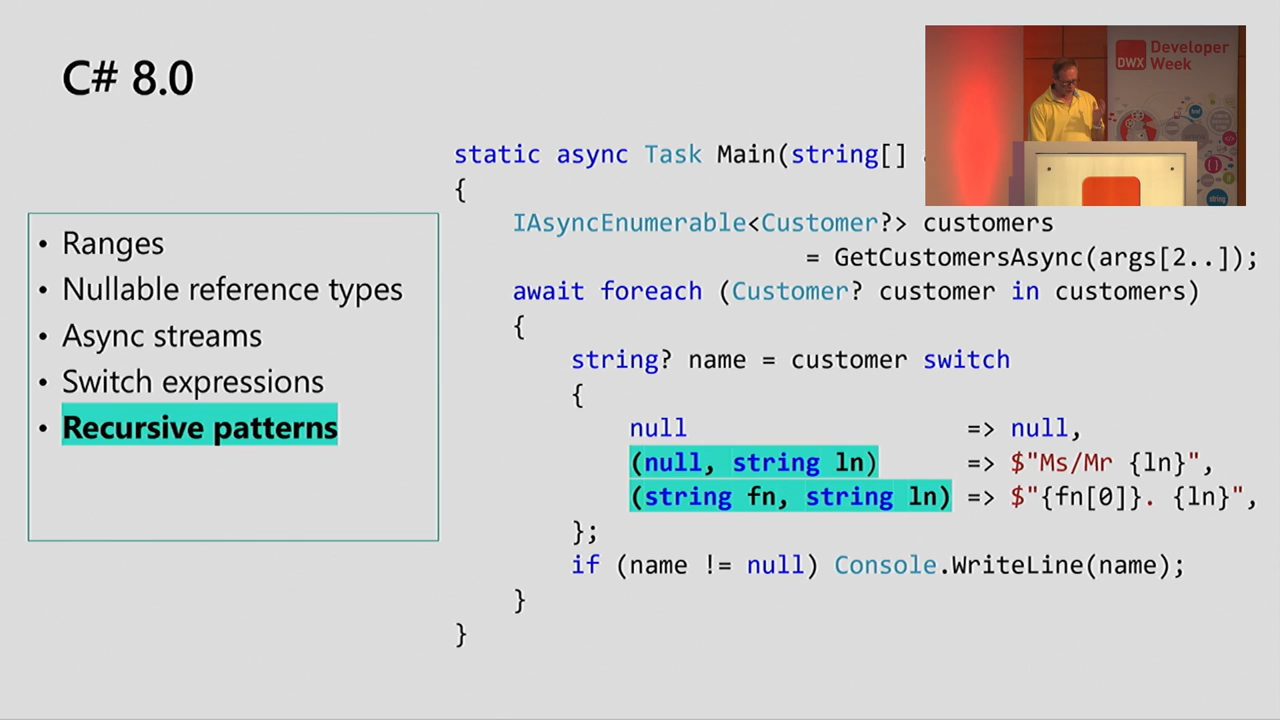 C# 8.0
DWX Developer
Week
string
• Ranges
• Nullable reference types
• Async streams
• Switch expressions
• Recursive patterns
static async Task Main(string[]
{
IAsyncEnumerable<Customer?> customers
= GetCustomersAsync(args[2..]);
await foreach (Customer? customer in customers)
{
string? name = customer switch
{
null => null,
(null, string ln) => $"Ms/Mr {ln}",
(string fn, string ln) => $"{fn[0]}. {ln}",
};
if (name != null) Console.WriteLine(name);
}
}